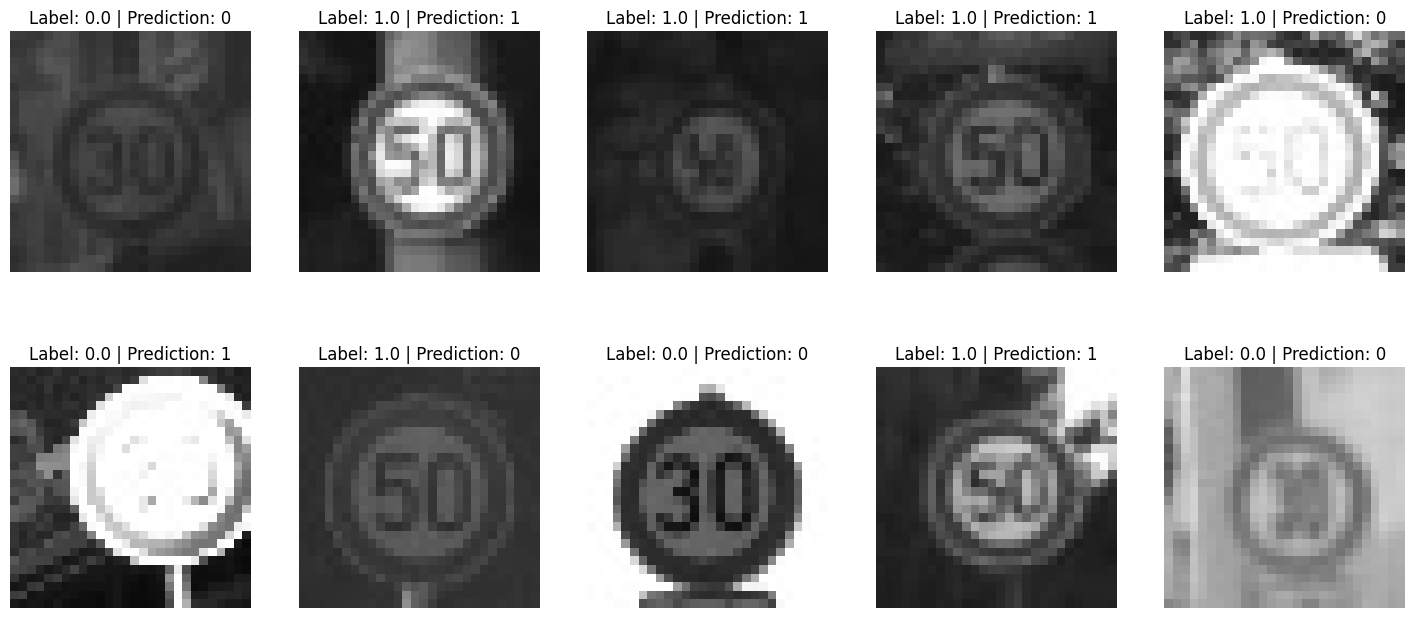 Label: 0.0 | Prediction: 0
Label: 1.0 | Prediction: 1
Label: 1.0 | Prediction: 1
Label: 1.0 | Prediction: 1
Label: 1.0 | Prediction: 0
30
50
50
50
Label: 0.0 | Prediction: 1
Label: 1.0 | Prediction: 0
Label: 0.0 | Prediction: 0
Label: 1.0 | Prediction: 1
Label: 0.0 | Prediction: 0
50
30
50